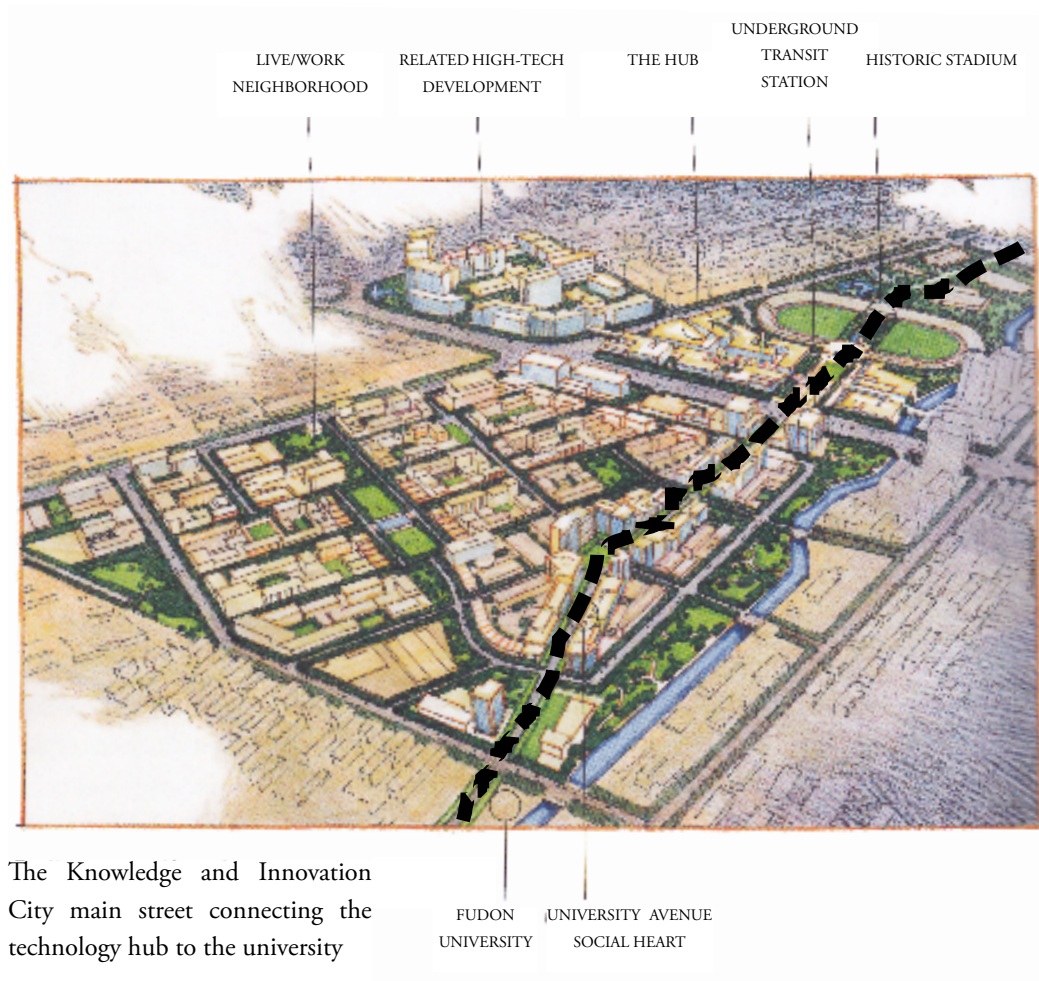 LIVE/WORK
NEIGHBORHOOD
RELATED HIGH-TECH
DEVELOPMENT
THE HUB
UNDERGROUND
TRANSIT
STATION
HISTORIC STADIUM
The Knowledge and Innovation
City main street connecting the
technology hub to the university
FUDON
UNIVERSITY
UNIVERSITY AVENUE
SOCIAL HEART